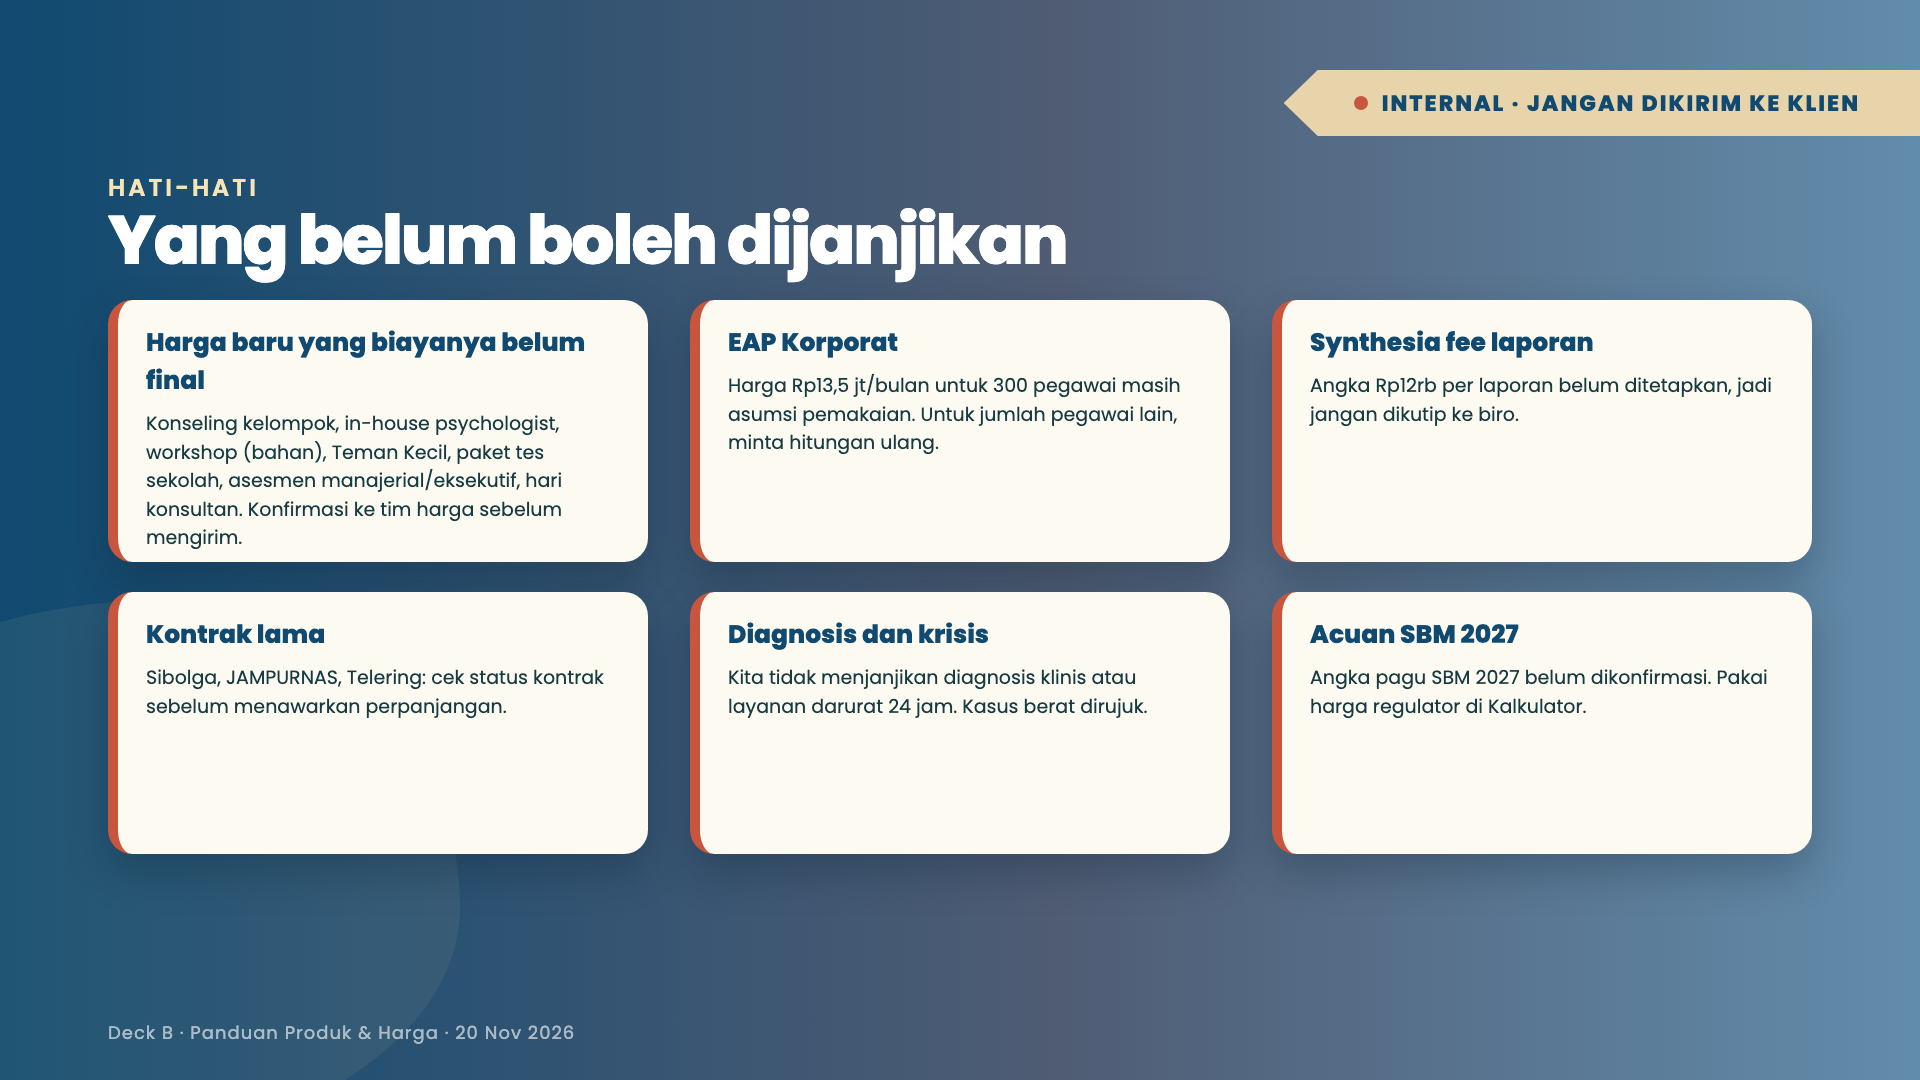 INTERNAL · JANGAN DIKIRIM KE KLIEN
HATI-HATI
Yang belum boleh dijanjikan
Harga baru yang biayanya belum
final
Konseling kelompok, in-house psychologist,
workshop (bahan), Teman Kecil, paket tes
sekolah, asesmen manajerial/eksekutif, hari
konsultan. Konfirmasi ke tim harga sebelum
mengirim.
EAP Korporat
Harga Rp13,5 jt/bulan untuk 300 pegawai masih
asumsi pemakaian. Untuk jumlah pegawai lain,
minta hitungan ulang.
Synthesia fee laporan
Angka Rp12rb per laporan belum ditetapkan, jadi
jangan dikutip ke biro.
Kontrak lama
Sibolga, JAMPURNAS, Telering: cek status kontrak
sebelum menawarkan perpanjangan.
Diagnosis dan krisis
Kita tidak menjanjikan diagnosis klinis atau
layanan darurat 24 jam. Kasus berat dirujuk.
Acuan SBM 2027
Angka pagu SBM 2027 belum dikonfirmasi. Pakai
harga regulator di Kalkulator.
Deck B · Panduan Produk & Harga · 20 Nov 2026